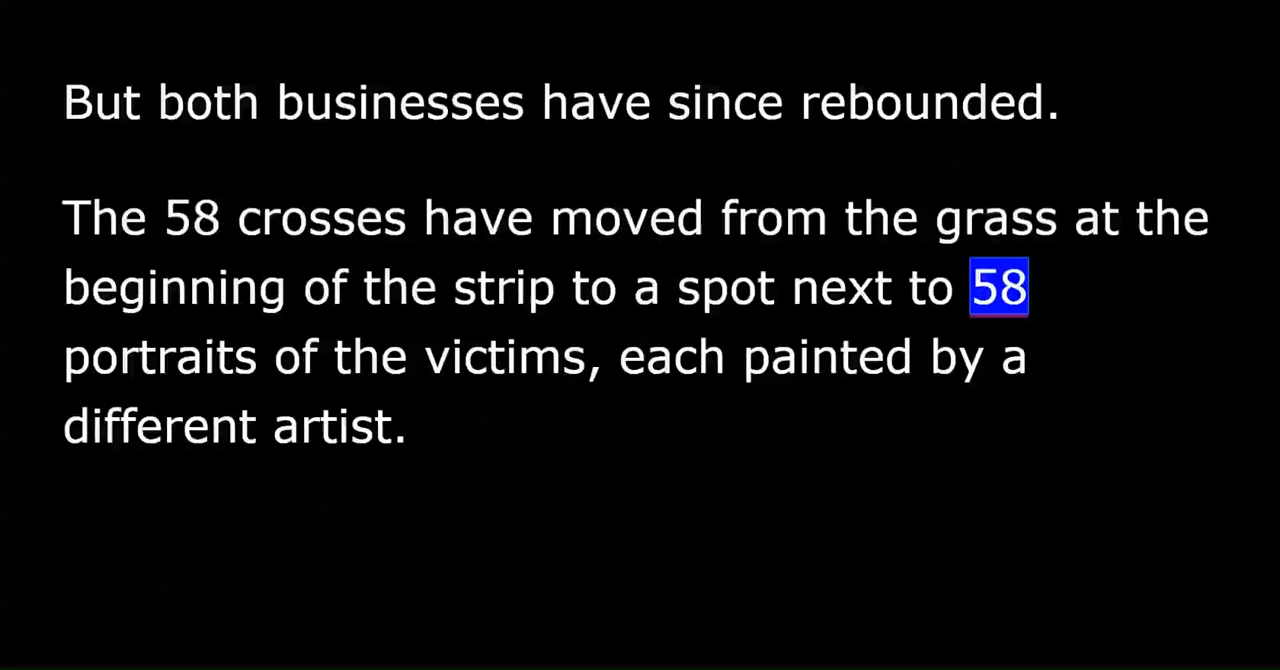 But both businesses have since rebounded.
The 58 crosses have moved from the grass at the
beginning of the strip to a spot next to 58
portraits of the victims, each painted by a
different artist.